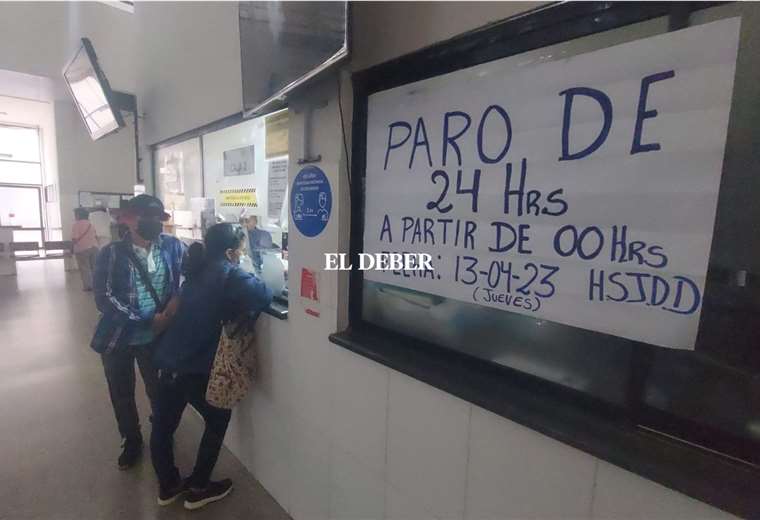 PARO DE
24 HRS
A PARTIR DE 00 HRS
FECHA: 13-04-23 HSJDD
(JUEVES)
EL DEBER